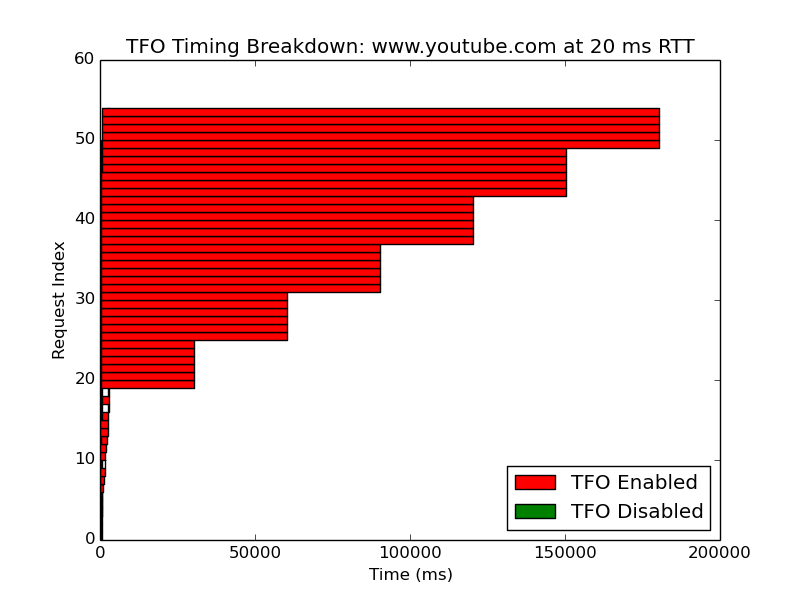 TFO Timing Breakdown: www.youtube.com at 20 ms RTT
60
50
40
30
20
10
0
Request Index
0 50000 100000 150000 200000
Time (ms)
TFO Enabled
TFO Disabled